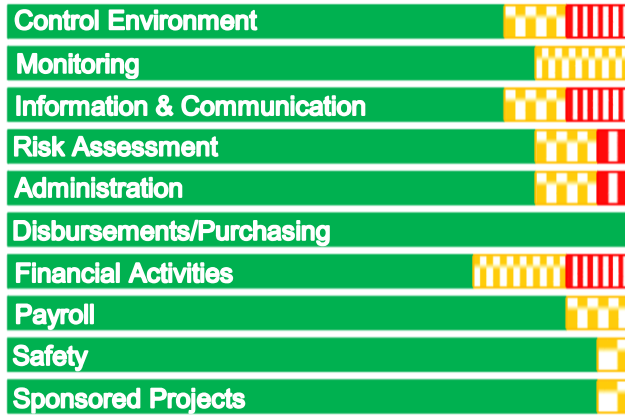 Control Environment
Monitoring
Information & Communication
Risk Assessment
Administration
Disbursements/Purchasing
Financial Activities
Payroll
Safety
Sponsored Projects